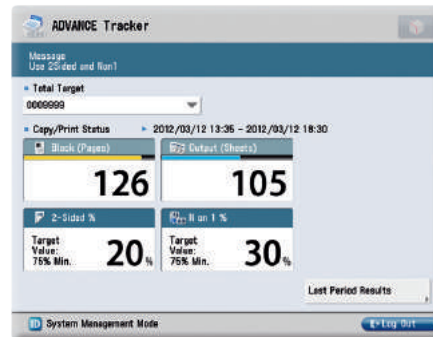 ADVANCE Tracker
Message
Use 2Sided and Non1
Total Target
0009999
Copy/Print Status 2012/03/12 13:35 - 2012/03/12 18:30
Black (Pages) Output (Sheets)
126 105
2-Sided % N on 1 %
Target Value: 75% Min. 20% Target Value: 75% Min. 30%
Last Period Results
ID System Management Mode Log Out